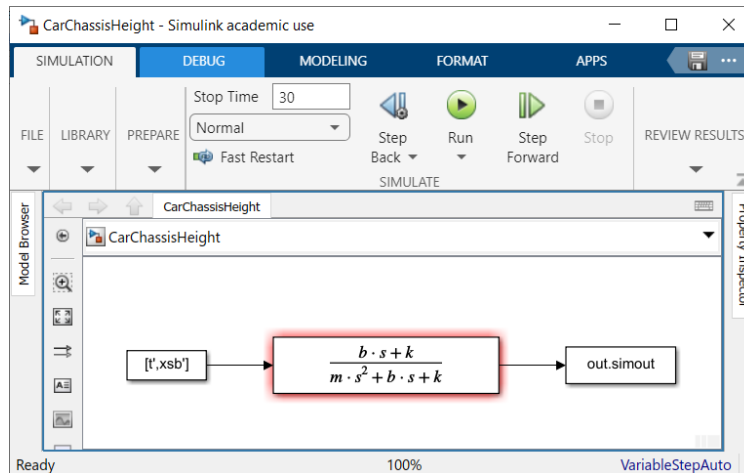 CarChassisHeight - Simulink academic use
SIMULATION DEBUG MODELING FORMAT APPS
FILE LIBRARY PREPARE
Stop Time 30
Normal
Fast Restart
Step Back
Run
Step Forward
Stop
SIMULATE
REVIEW RESULTS
Model Browser
CarChassisHeight
CarChassisHeight
Property Inspector
[t',xsb']
b · s + k
m · s² + b · s + k
out.simout
Ready 100% VariableStepAuto